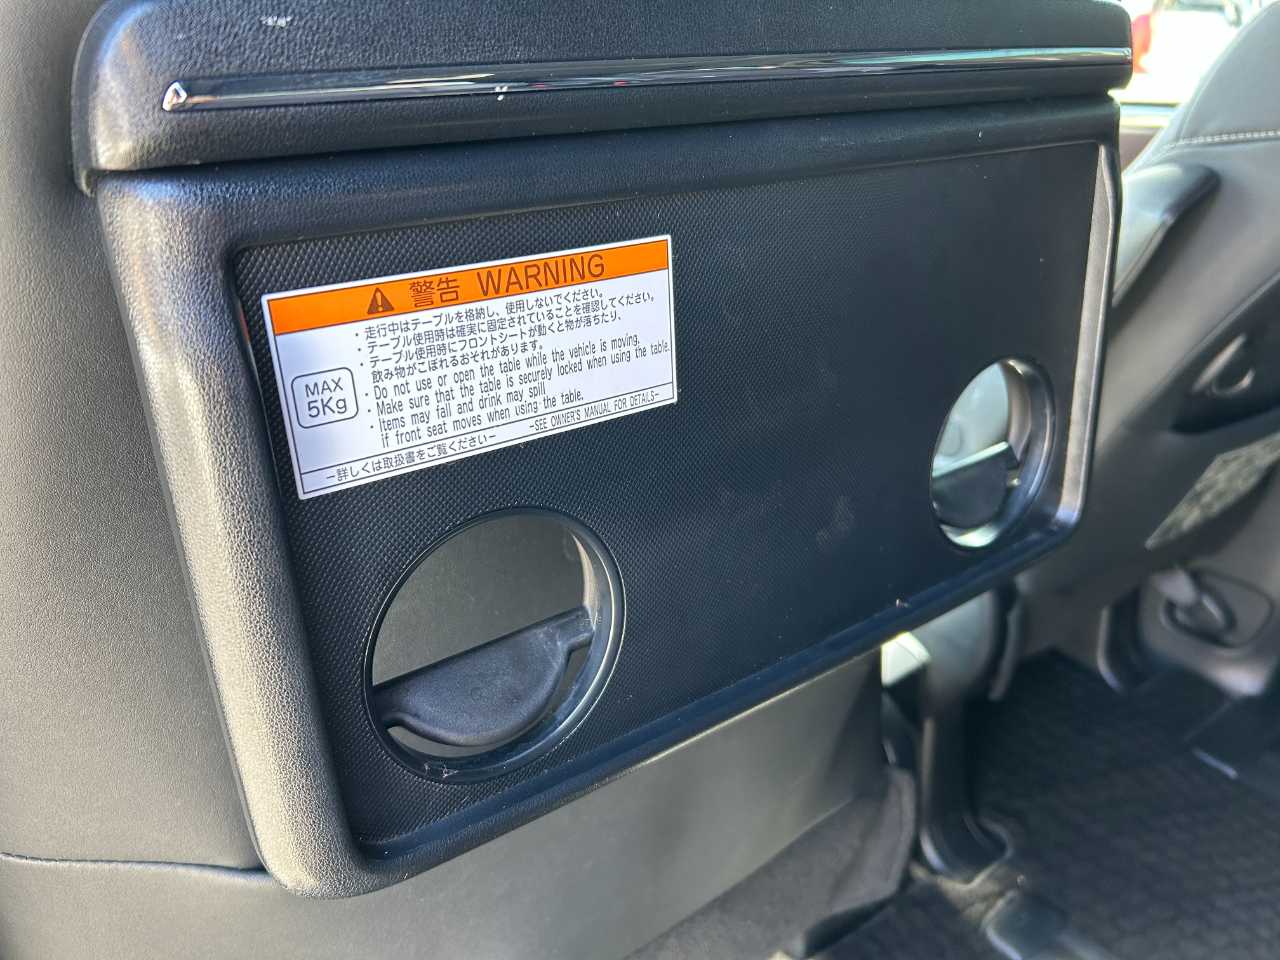 警告 WARNING
MAX
5Kg
・走行中はテーブルを格納し、使用しないでください。
・テーブル使用時は確実に固定されていることを確認してください。
・テーブル使用時にフロントシートが動くと物が落ちたり、
飲み物がこぼれるおそれがあります。
・Do not use or open the table while the vehicle is moving.
・Make sure that the table is securely locked when using the table.
・Items may fall and drink may spill
if front seat moves when using the table.
ー詳しくは取扱書をご覧くださいー -SEE OWNER'S MANUAL FOR DETAILS-